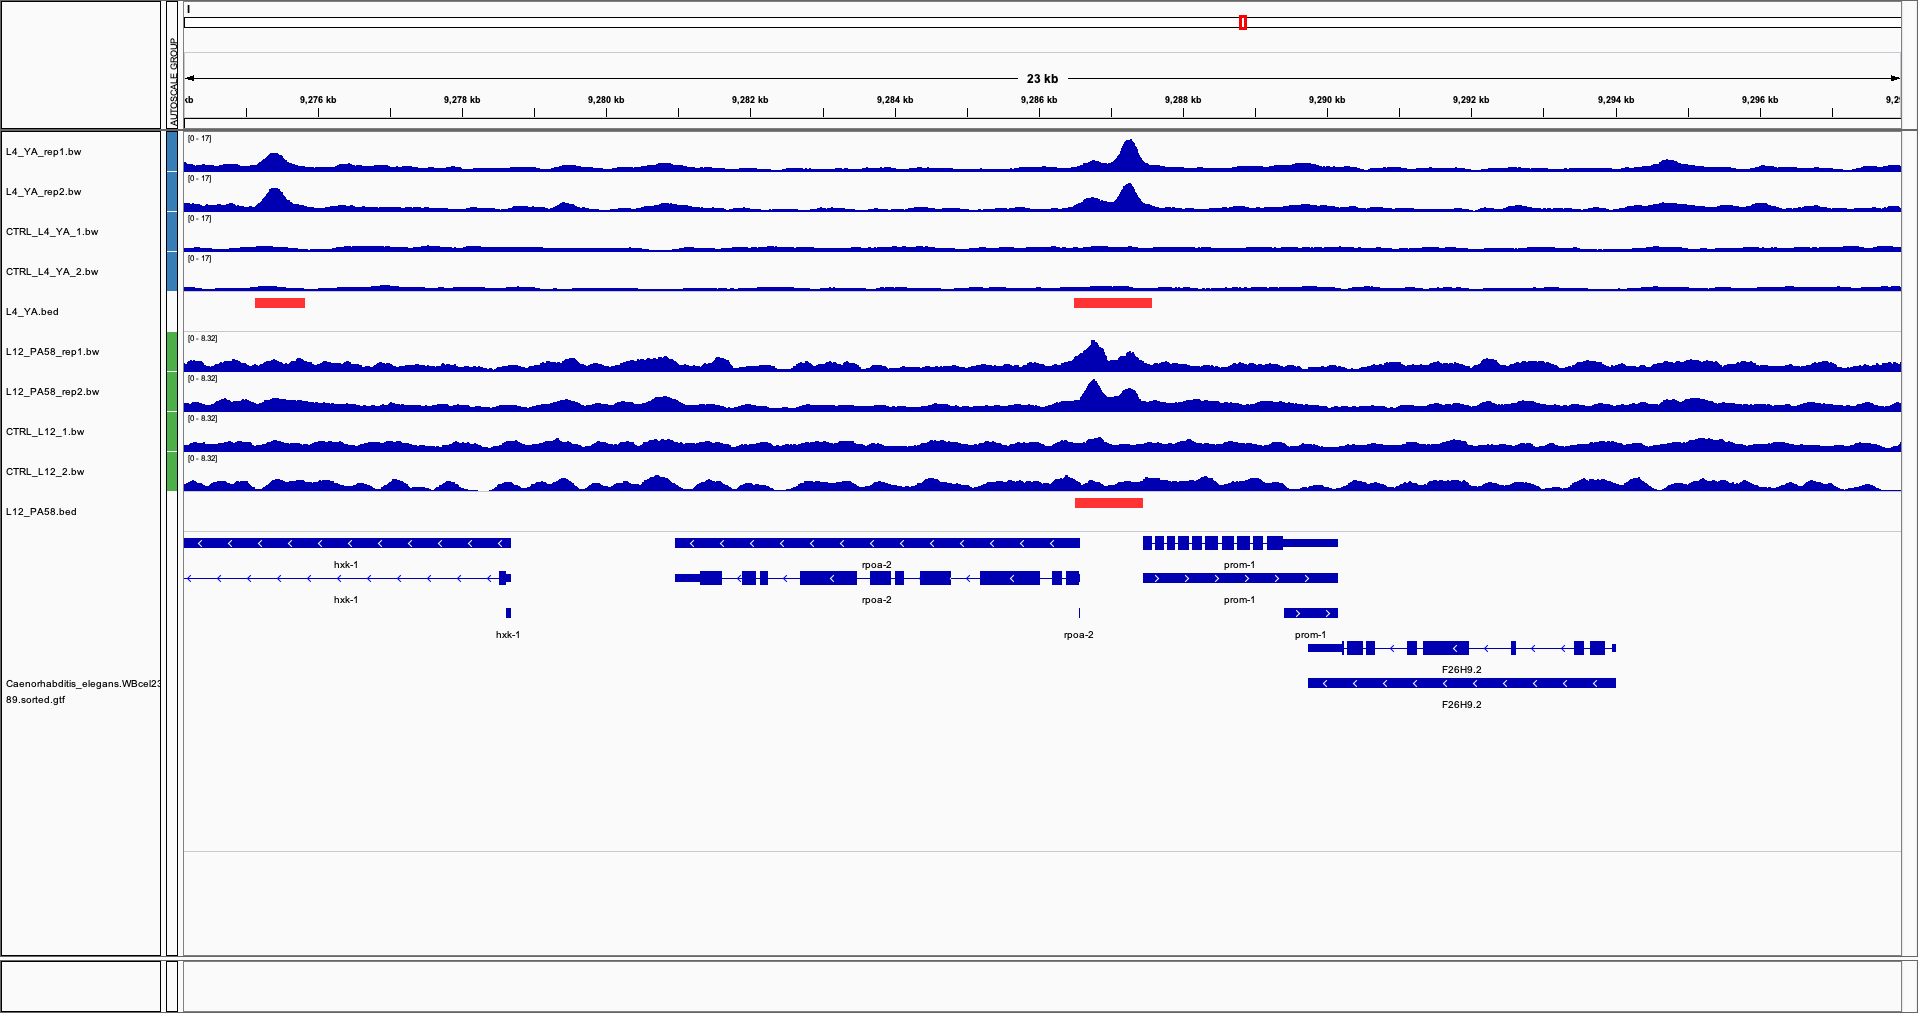 I
AUTOSCALE GROUP
23 kb
kb 9,276 kb 9,278 kb 9,280 kb 9,282 kb 9,284 kb 9,286 kb 9,288 kb 9,290 kb 9,292 kb 9,294 kb 9,296 kb 9,29
[0 - 17]
L4_YA_rep1.bw
[0 - 17]
L4_YA_rep2.bw
[0 - 17]
CTRL_L4_YA_1.bw
[0 - 17]
CTRL_L4_YA_2.bw
L4_YA.bed
[0 - 8.32]
L12_PA58_rep1.bw
[0 - 8.32]
L12_PA58_rep2.bw
[0 - 8.32]
CTRL_L12_1.bw
[0 - 8.32]
CTRL_L12_2.bw
L12_PA58.bed
hxk-1 rpoa-2 prom-1
hxk-1 rpoa-2 prom-1
hxk-1 rpoa-2 prom-1
F26H9.2
Caenorhabditis_elegans.WBcel23
89.sorted.gtf
F26H9.2